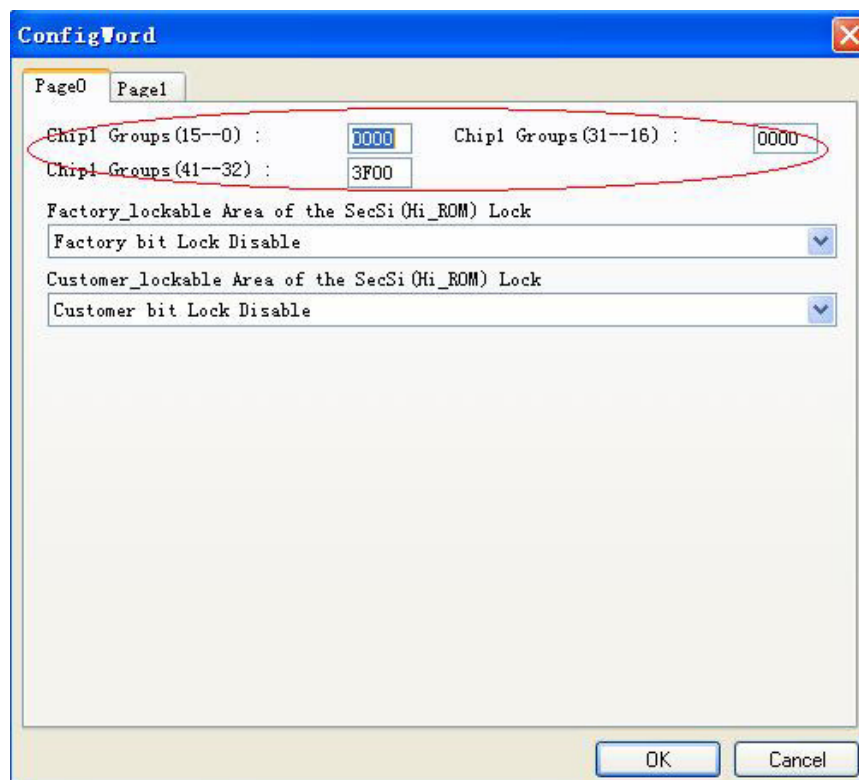 ConfigWord
Page0 Page1
Chip1 Groups(15--0) : 0000 Chip1 Groups(31--16) : 0000
Chip1 Groups(41--32) : 3F00
Factory_lockable Area of the SecSi(Hi_ROM) Lock
Factory bit Lock Disable
Customer_lockable Area of the SecSi(Hi_ROM) Lock
Customer bit Lock Disable
OK Cancel